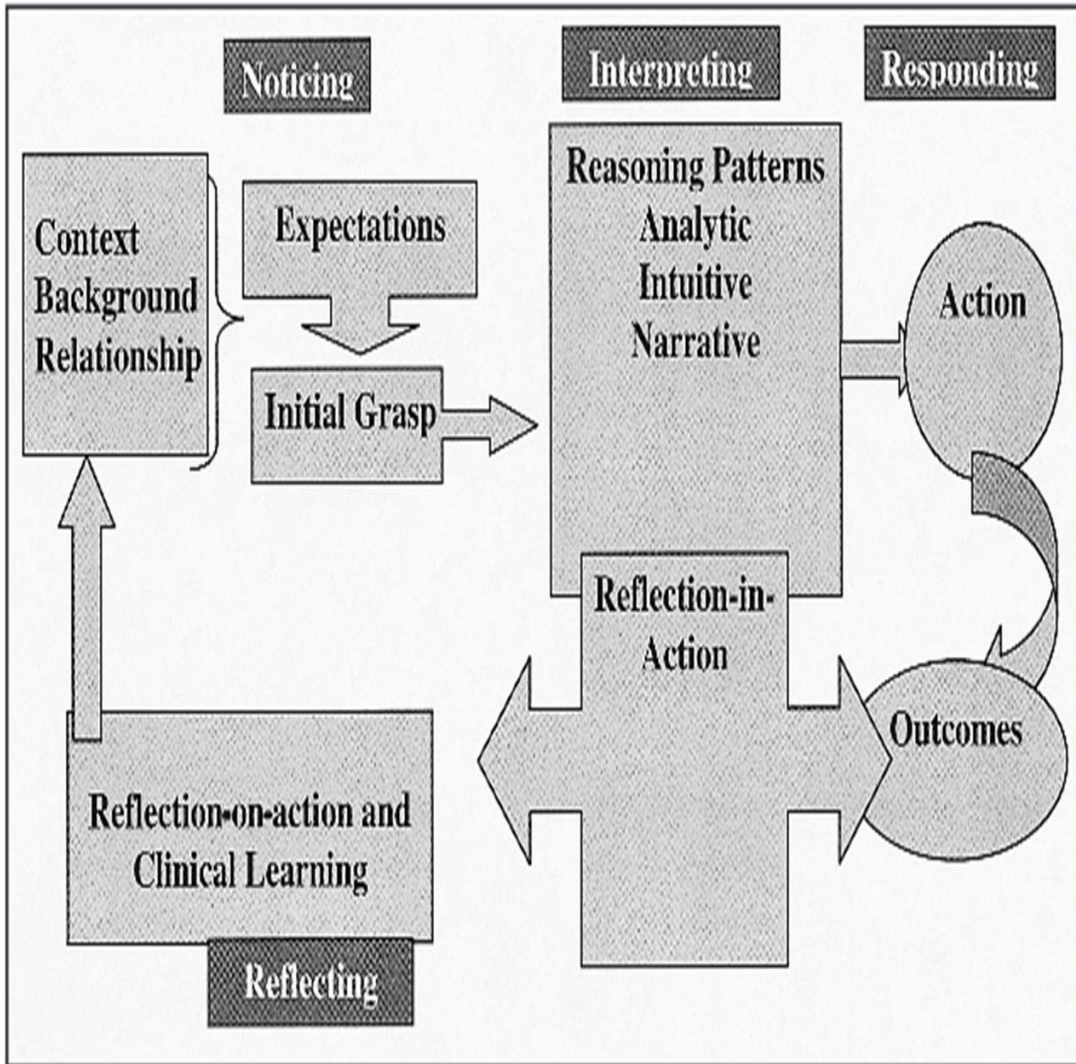 Noticing
Interpreting
Responding
Context
Background
Relationship
Expectations
Initial Grasp
Reasoning Patterns
Analytic
Intuitive
Narrative
Action
Reflection-in-
Action
Outcomes
Reflection-on-action and
Clinical Learning
Reflecting